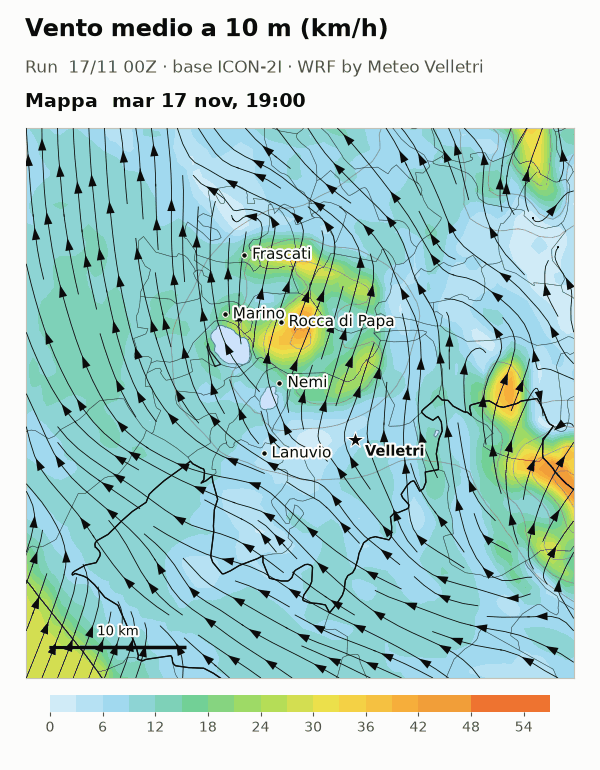 Vento medio a 10 m (km/h)
Run 17/11 00Z · base ICON-2I · WRF by Meteo Velletri
Mappa mar 17 nov, 19:00
Frascati
Marino
Rocca di Papa
Nemi
Velletri
Lanuvio
10 km
0 6 12 18 24 30 36 42 48 54